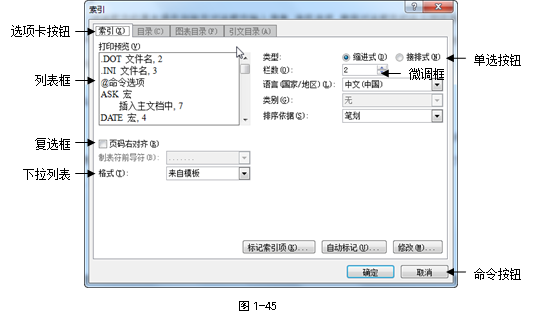 索引
选项卡按钮
索引(X) 目录(C) 图表目录(F) 引文目录(A)
打印预览(V)
.DOT 文件名, 2
.INI 文件名, 3
@命令选项
ASK 宏
插入主文档中, 7
DATE 宏, 4
列表框
类型: 缩进式(D) 接排式(N)
单选按钮
栏数(O): 2
微调框
语言(国家/地区)(L): 中文(中国)
类别(G): 无
排序依据(S): 笔划
复选框
页码右对齐(R)
制表符前导符(B): .......
下拉列表
格式(T): 来自模板
标记索引项(K)... 自动标记(U)... 修改(M)...
确定 取消
命令按钮
图 1-45